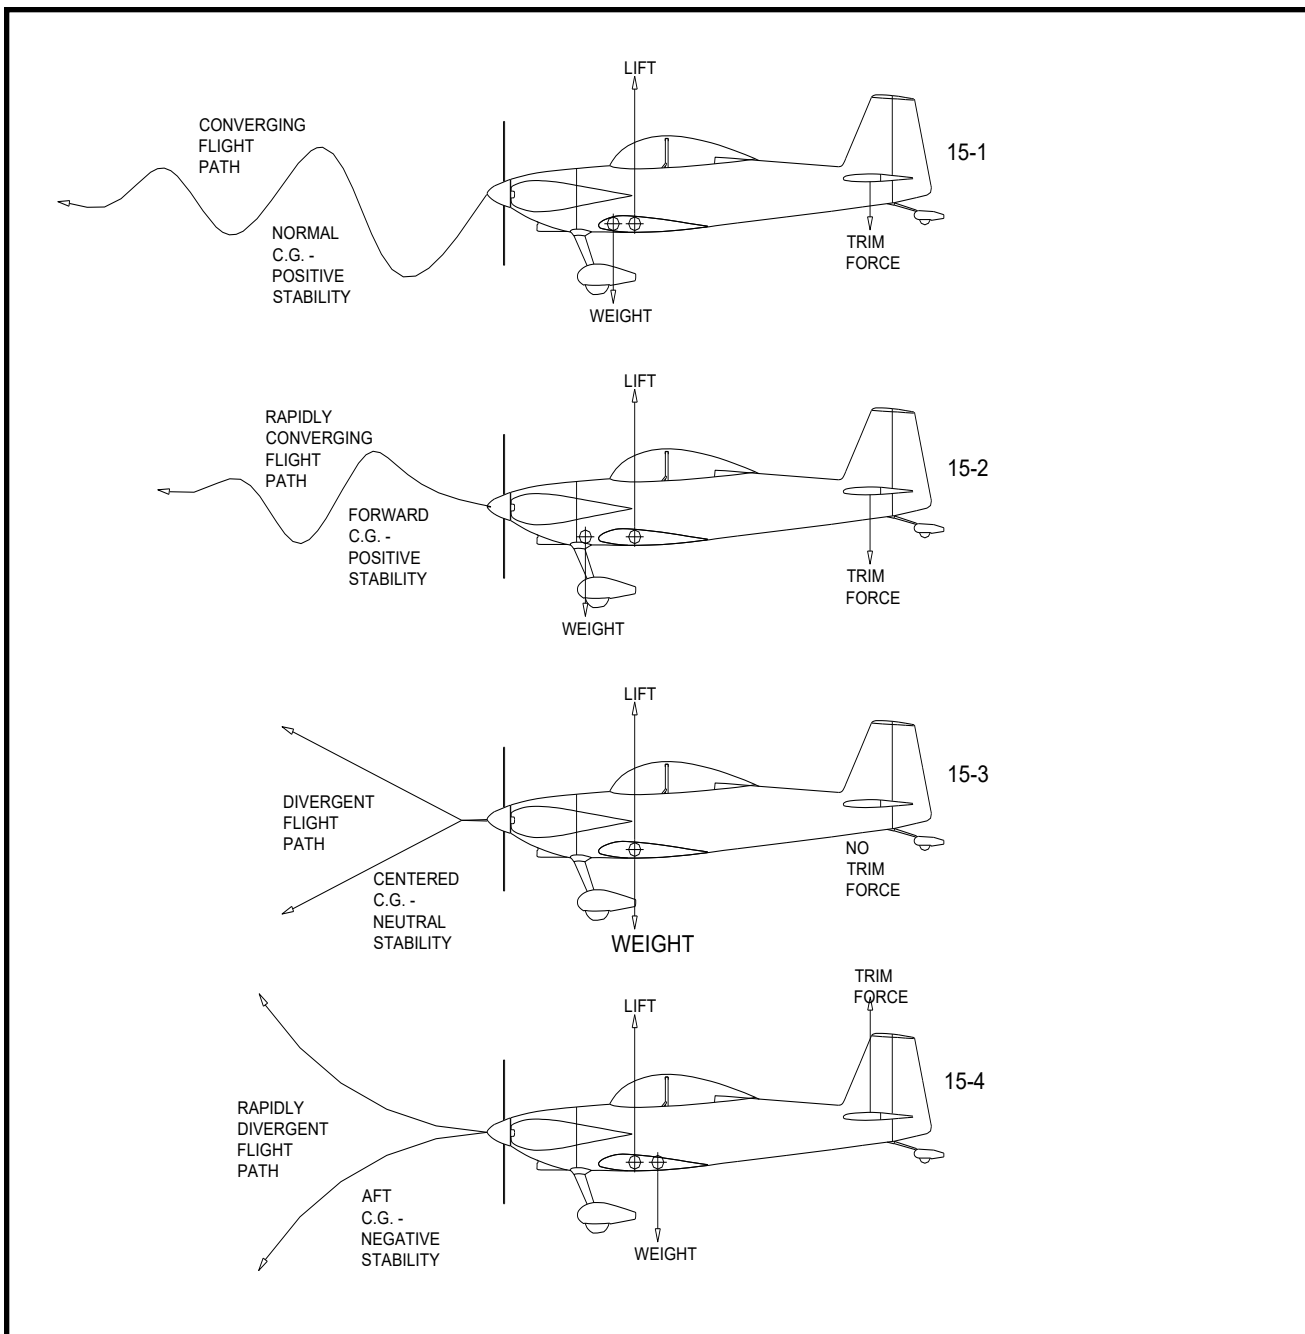 LIFT
CONVERGING
FLIGHT
PATH
15-1
NORMAL
C.G. -
POSITIVE
STABILITY
TRIM
FORCE
WEIGHT
LIFT
RAPIDLY
CONVERGING
FLIGHT
PATH
15-2
FORWARD
C.G. -
POSITIVE
STABILITY
TRIM
FORCE
WEIGHT
LIFT
15-3
DIVERGENT
FLIGHT
PATH
NO
TRIM
FORCE
CENTERED
C.G. -
NEUTRAL
STABILITY
WEIGHT
TRIM
FORCE
LIFT
15-4
RAPIDLY
DIVERGENT
FLIGHT
PATH
AFT
C.G. -
NEGATIVE
STABILITY
WEIGHT